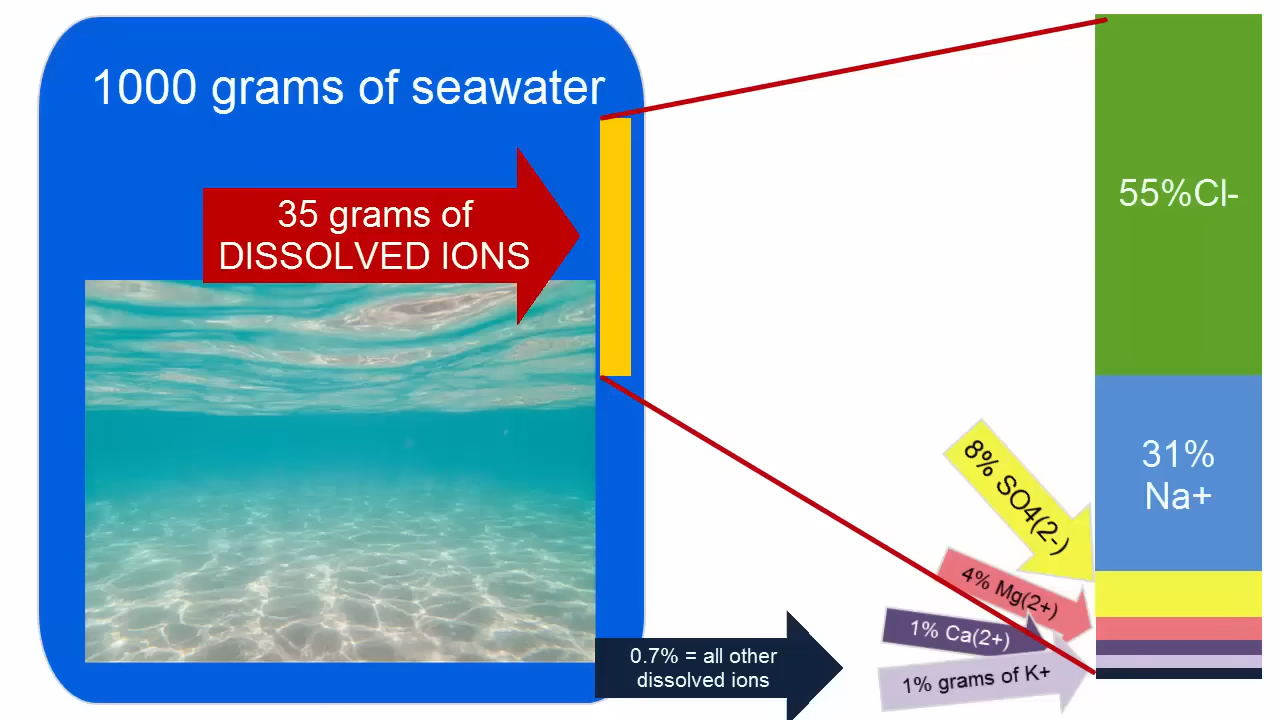 1000 grams of seawater
35 grams of
DISSOLVED IONS
55%Cl-
31%
Na+
8% SO4(2-)
4% Mg(2+)
1% Ca(2+)
1% grams of K+
0.7% = all other
dissolved ions